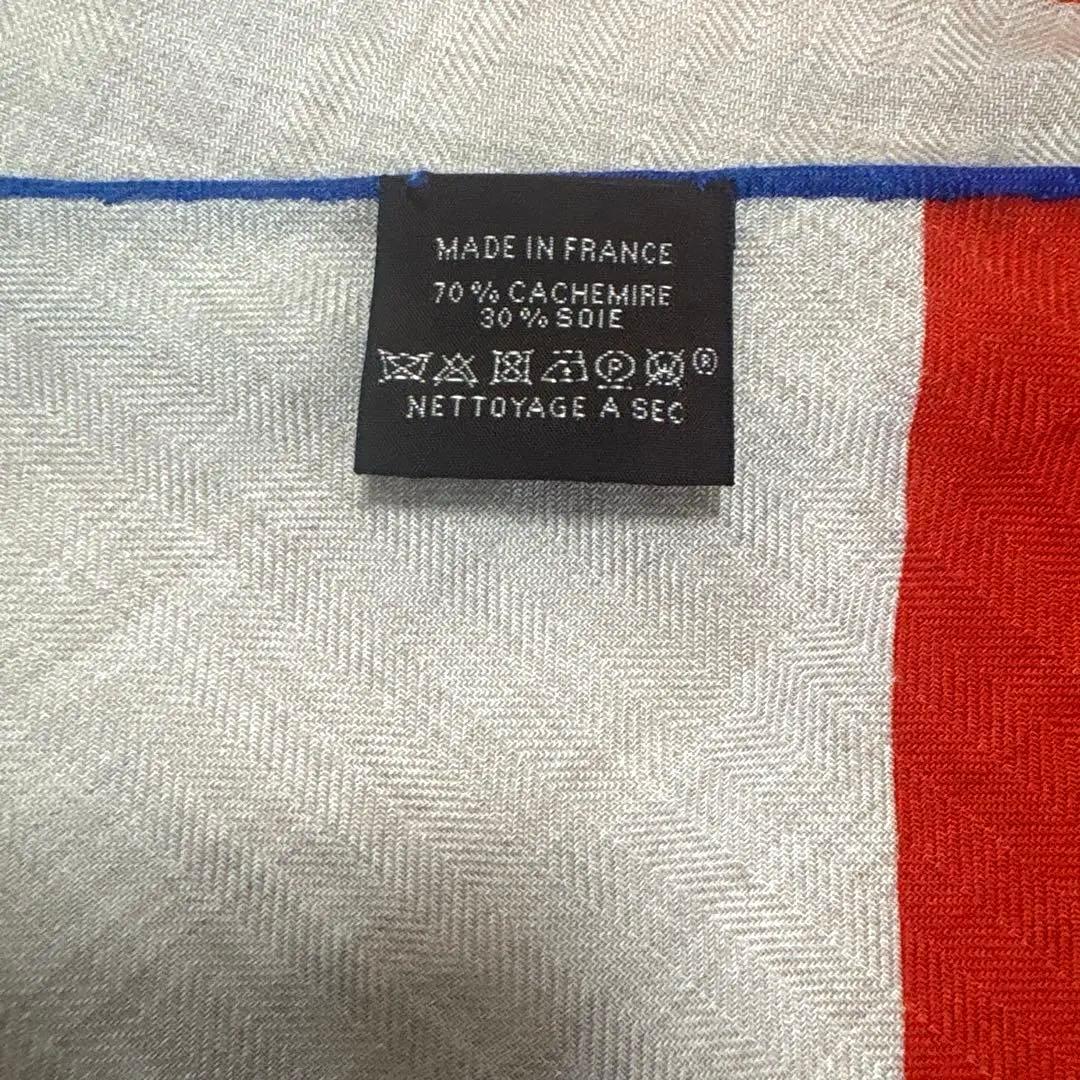 MADE IN FRANCE
70 % CACHEMIRE
30 % SOIE
P W ®
NETTOYAGE A SEC